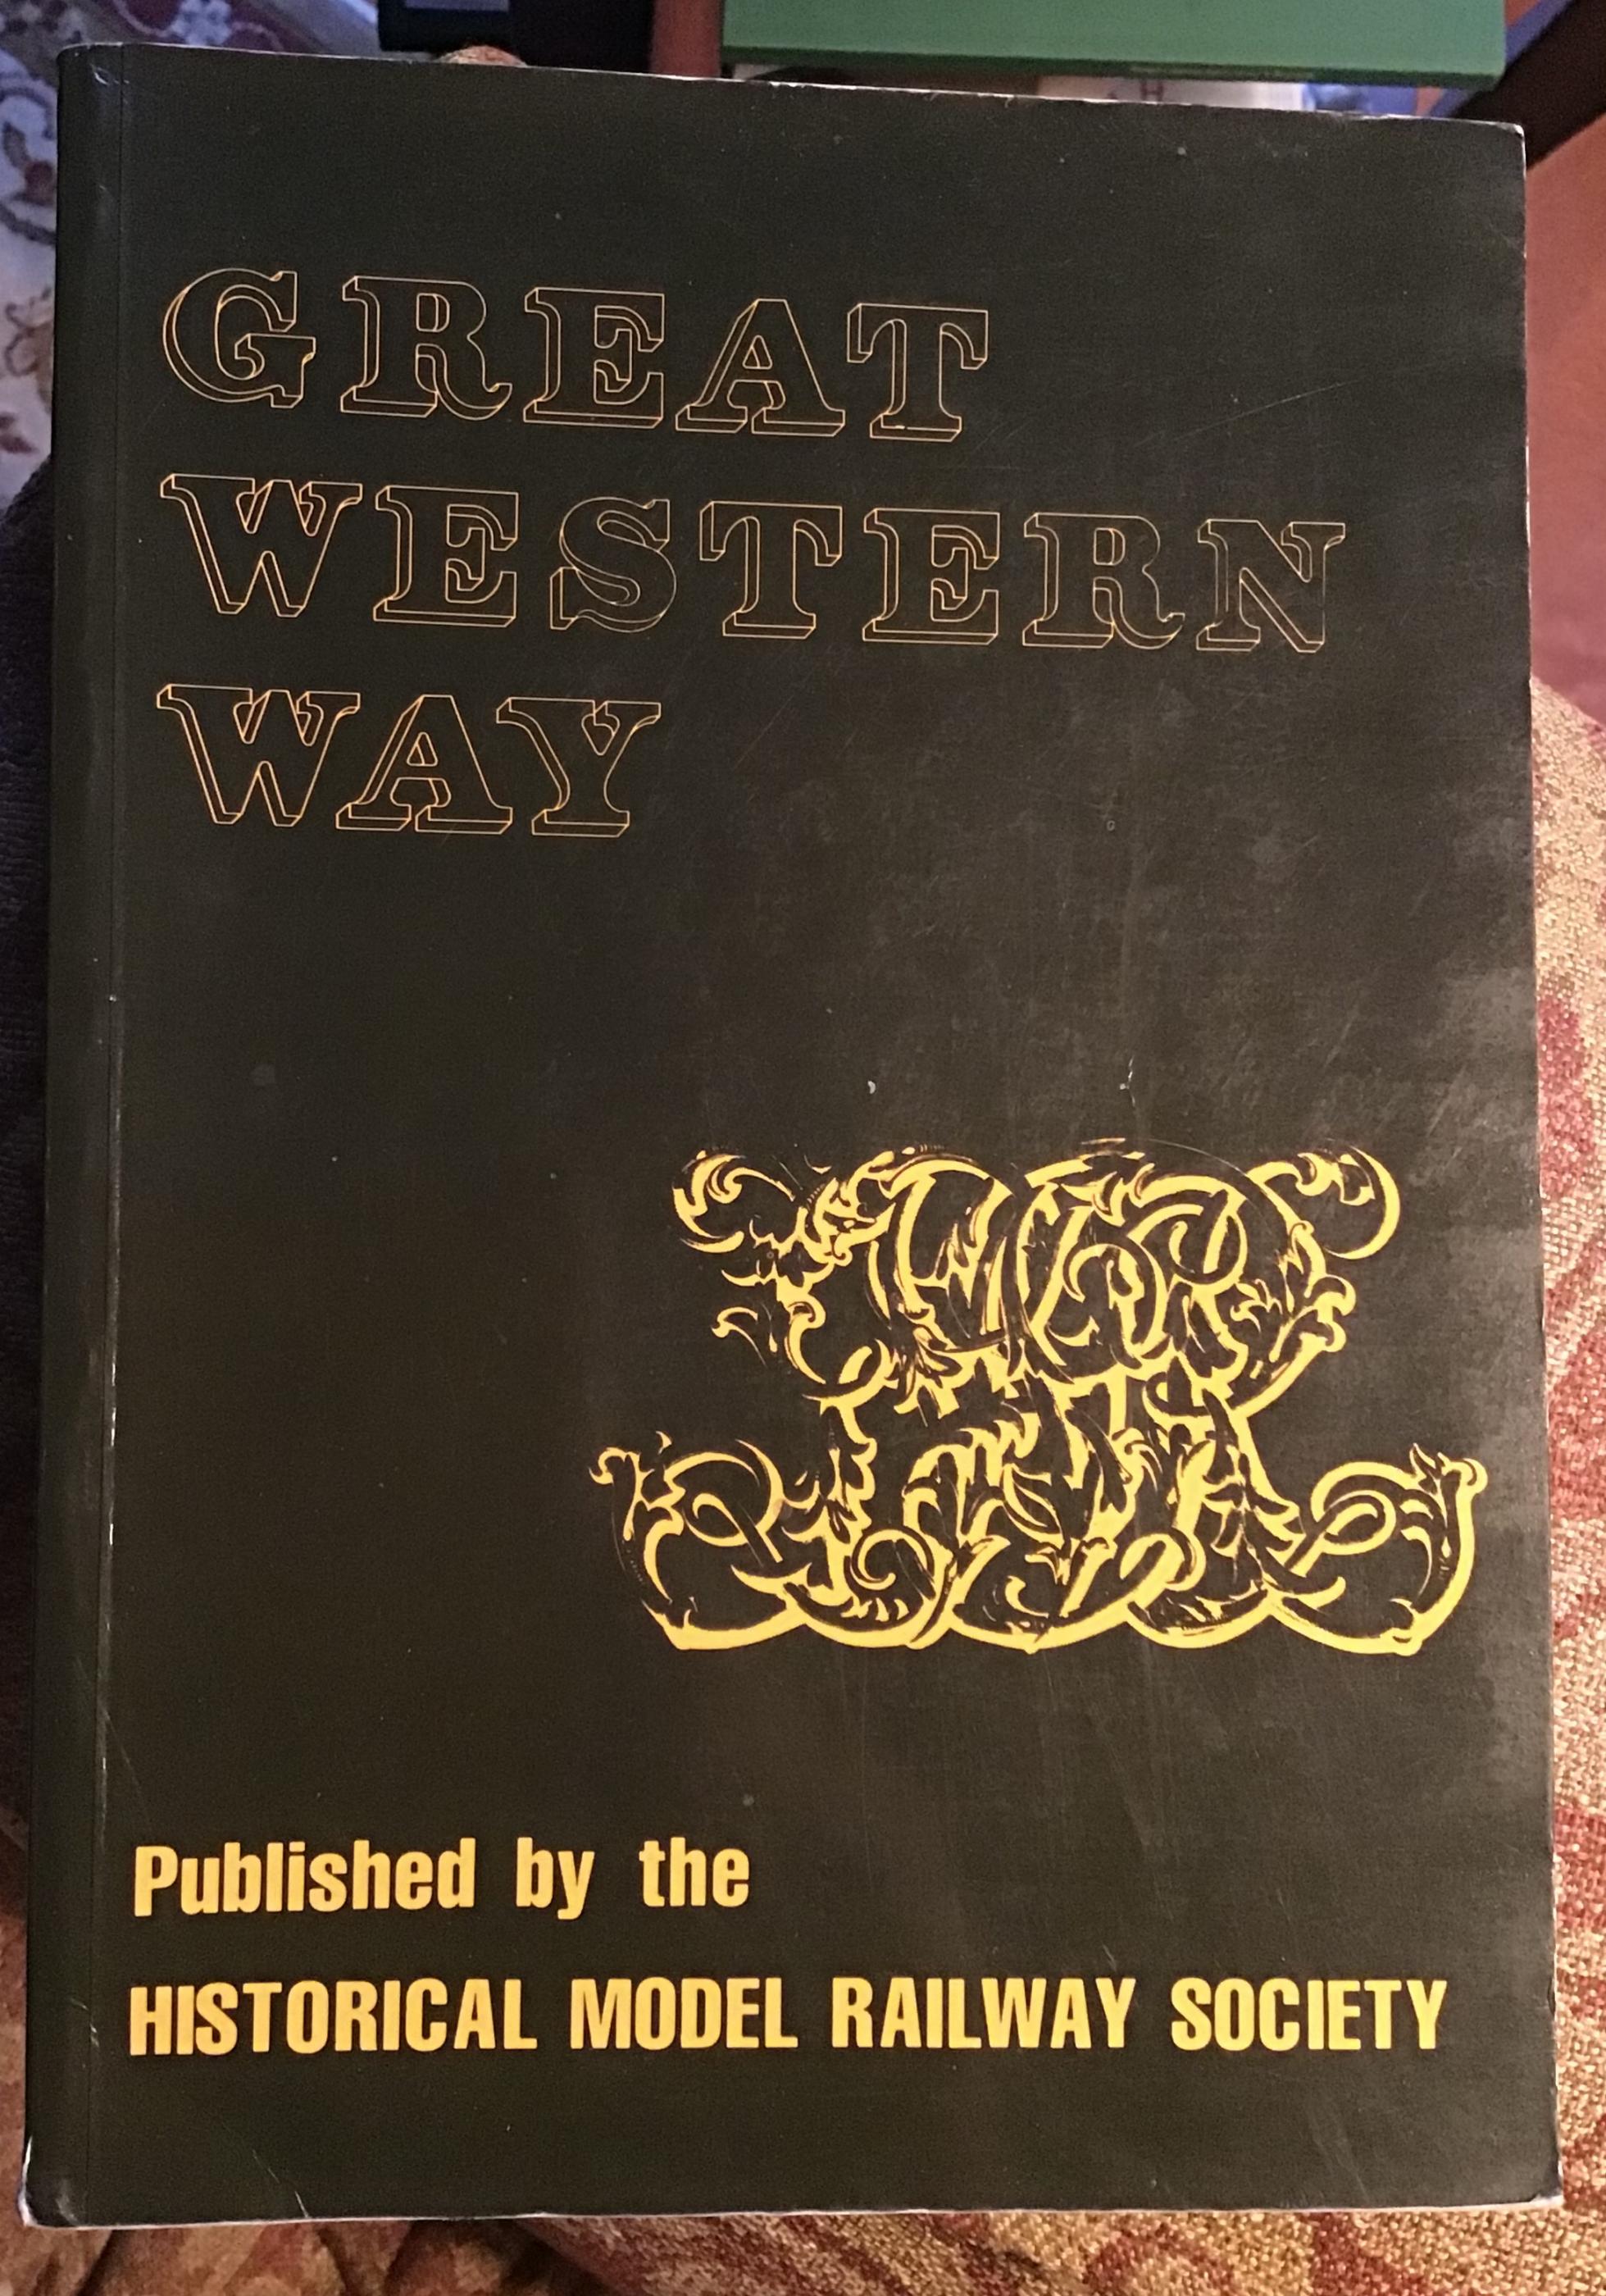 GREAT
WESTERN
WAY
Published by the
HISTORICAL MODEL RAILWAY SOCIETY